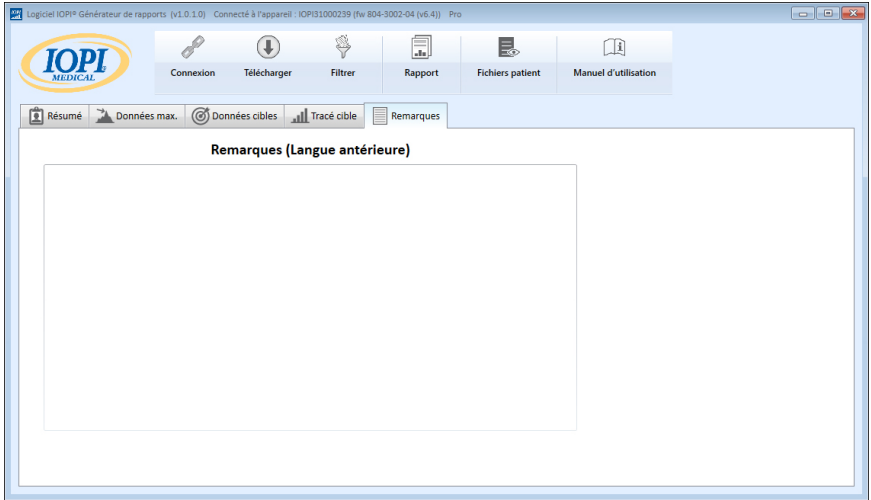 Logiciel IOPI® Générateur de rapports (v1.0.1.0) Connecté à l'appareil : IOPI31000239 (fw 804-3002-04 (v6.4)) Pro
IOPI
MEDICAL
Connexion Télécharger Filtrer Rapport Fichiers patient Manuel d'utilisation
Résumé Données max. Données cibles Tracé cible Remarques
Remarques (Langue antérieure)